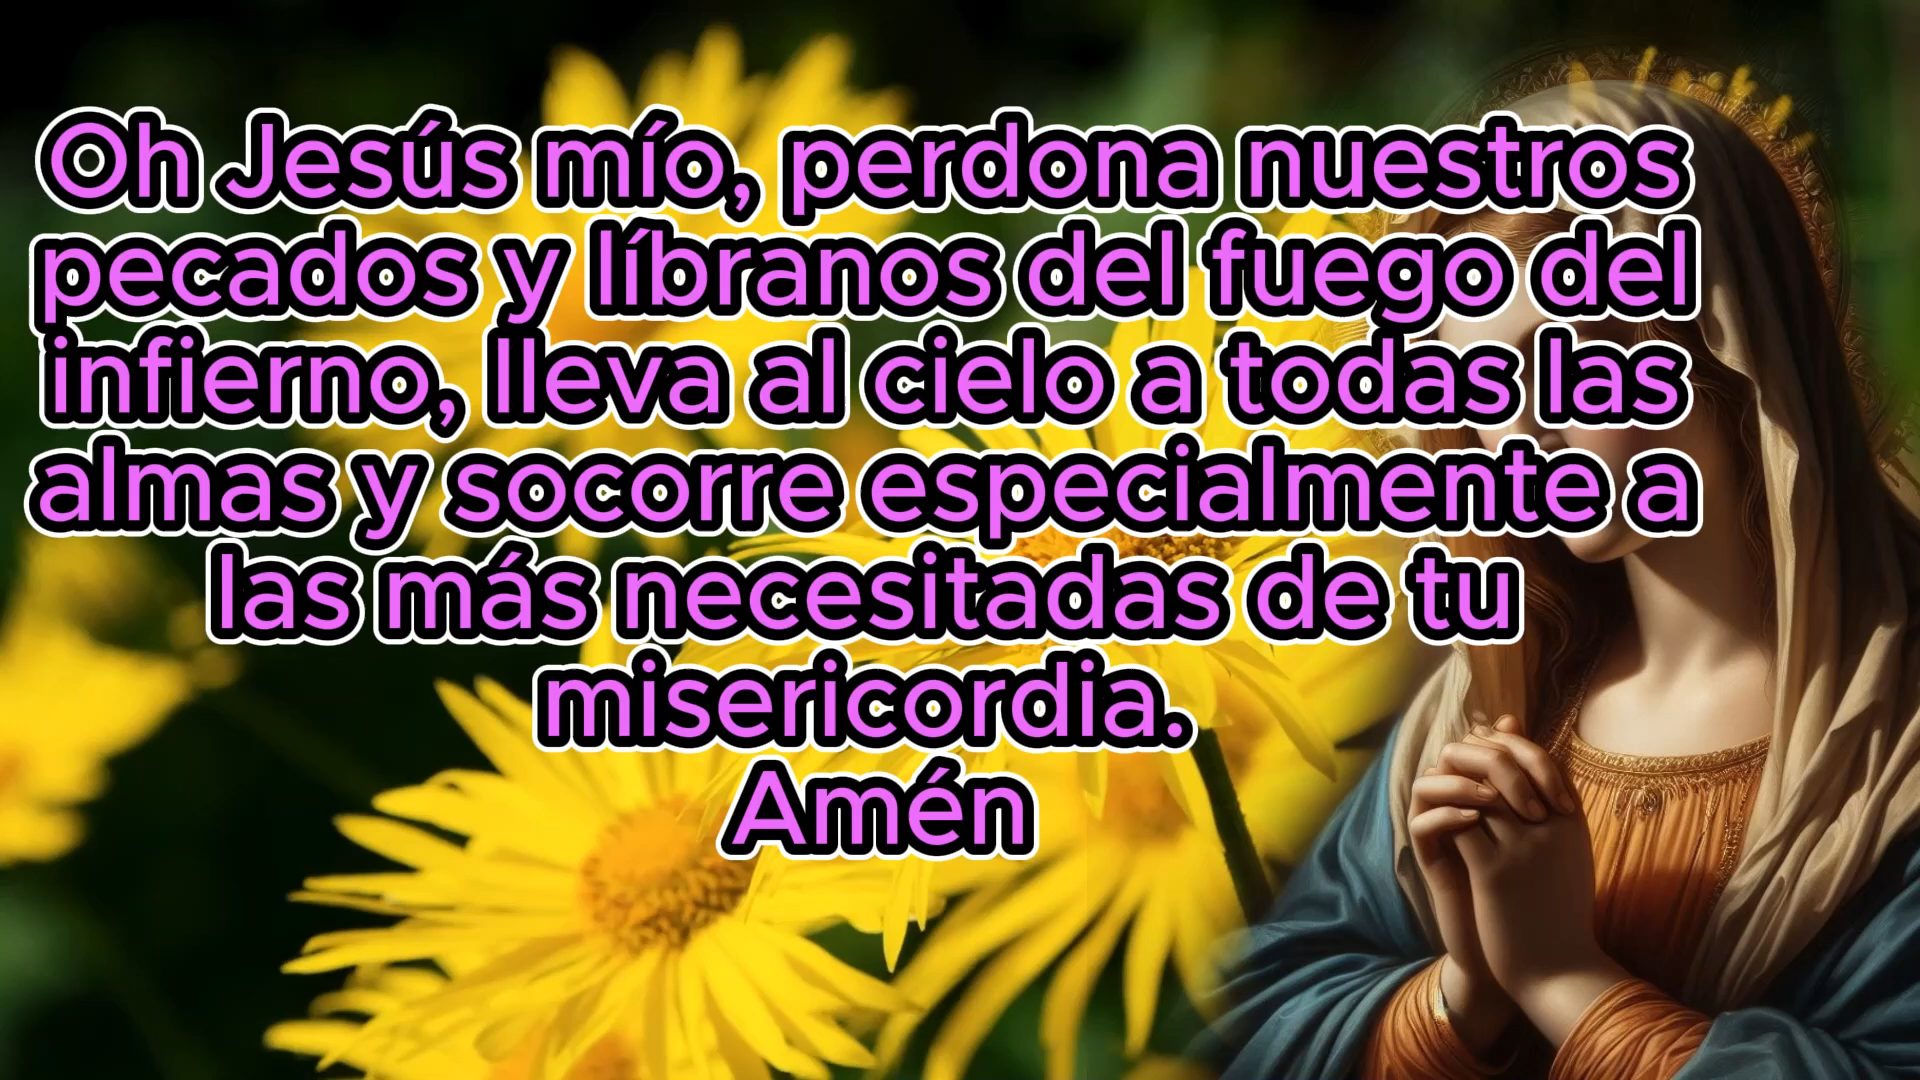 Oh Jesús mío, perdona nuestros
pecados y líbranos del fuego del
infierno, lleva al cielo a todas las
almas y socorre especialmente a
las más necesitadas de tu
misericordia.
Amén